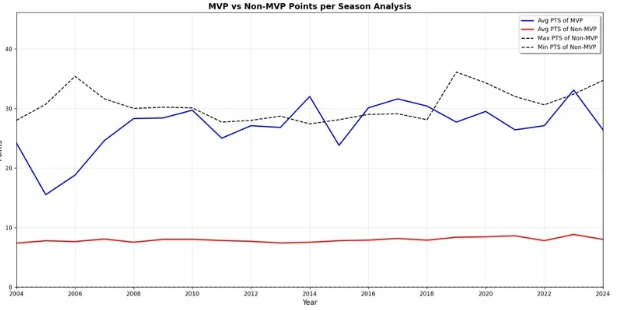 MVP vs Non-MVP Points per Season Analysis
Avg PTS of MVP
Avg PTS of Non-MVP
Max PTS of Non-MVP
Min PTS of Non-MVP
40
30
20
10
0
2004 2006 2008 2010 2012 2014 2016 2018 2020 2022 2024
Year